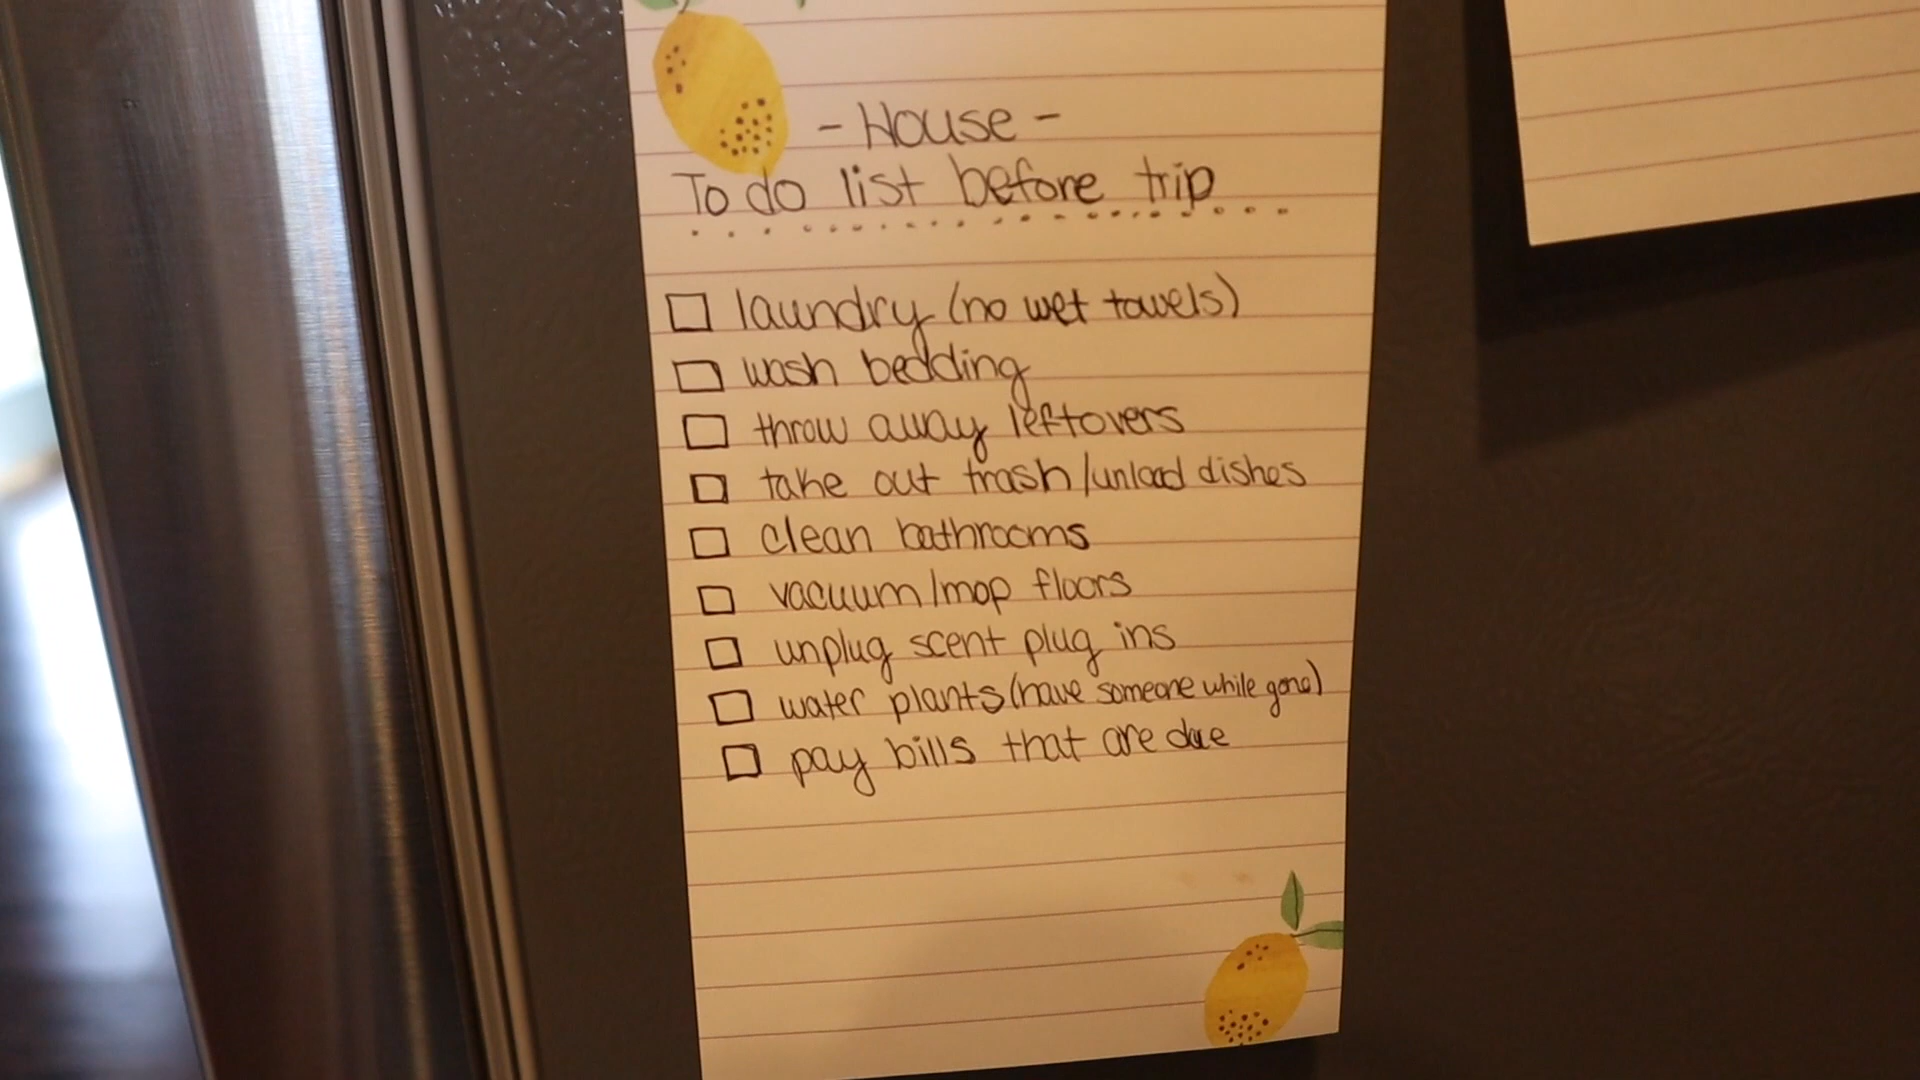 - House -
To do list before trip
laundry (no wet towels)
wash bedding
throw away leftovers
take out trash/unload dishes
clean bathrooms
vacuum/mop floors
unplug scent plug ins
water plants (have someone while gone)
pay bills that are due